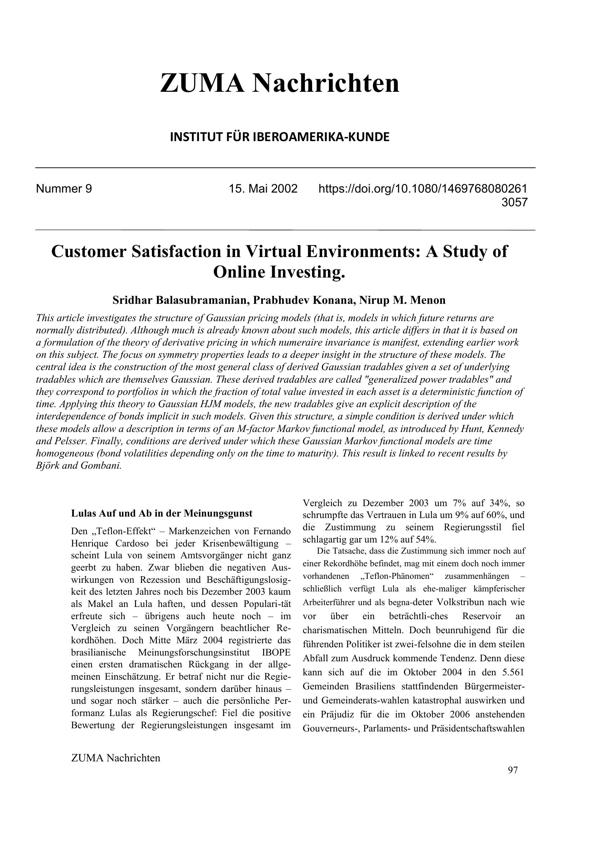 ZUMA Nachrichten
INSTITUT FÜR IBEROAMERIKA-KUNDE
Nummer 9 15. Mai 2002 https://doi.org/10.1080/1469768080261
3057
Customer Satisfaction in Virtual Environments: A Study of
Online Investing.
Sridhar Balasubramanian, Prabhudev Konana, Nirup M. Menon
This article investigates the structure of Gaussian pricing models (that is, models in which future returns are
normally distributed). Although much is already known about such models, this article differs in that it is based on
a formulation of the theory of derivative pricing in which numeraire invariance is manifest, extending earlier work
on this subject. The focus on symmetry properties leads to a deeper insight in the structure of these models. The
central idea is the construction of the most general class of derived Gaussian tradables given a set of underlying
tradables which are themselves Gaussian. These derived tradables are called "generalized power tradables" and
they correspond to portfolios in which the fraction of total value invested in each asset is a deterministic function of
time. Applying this theory to Gaussian HJM models, the new tradables give an explicit description of the
interdependence of bonds implicit in such models. Given this structure, a simple condition is derived under which
these models allow a description in terms of an M-factor Markov functional model, as introduced by Hunt, Kennedy
and Pelsser. Finally, conditions are derived under which these Gaussian Markov functional models are time
homogeneous (bond volatilities depending only on the time to maturity). This result is linked to recent results by
Björk and Gombani.
Lulas Auf und Ab in der Meinungsgunst
Den „Teflon-Effekt“ – Markenzeichen von Fernando
Henrique Cardoso bei jeder Krisenbewältigung –
scheint Lula von seinem Amtsvorgänger nicht ganz
geerbt zu haben. Zwar blieben die negativen Aus-
wirkungen von Rezession und Beschäftigungslosig-
keit des letzten Jahres noch bis Dezember 2003 kaum
als Makel an Lula haften, und dessen Populari-tät
erfreute sich – übrigens auch heute noch – im
Vergleich zu seinen Vorgängern beachtlicher Re-
kordhöhen. Doch Mitte März 2004 registrierte das
brasilianische Meinungsforschungsinstitut IBOPE
einen ersten dramatischen Rückgang in der allge-
meinen Einschätzung. Er betraf nicht nur die Regie-
rungsleistungen insgesamt, sondern darüber hinaus –
und sogar noch stärker – auch die persönliche Per-
formanz Lulas als Regierungschef: Fiel die positive
Bewertung der Regierungsleistungen insgesamt im
Vergleich zu Dezember 2003 um 7% auf 34%, so
schrumpfte das Vertrauen in Lula um 9% auf 60%, und
die Zustimmung zu seinem Regierungsstil fiel
schlagartig gar um 12% auf 54%.
Die Tatsache, dass die Zustimmung sich immer noch auf
einer Rekordhöhe befindet, mag mit einem doch noch immer
vorhandenen „Teflon-Phänomen“ zusammenhängen –
schließlich verfügt Lula als ehe-maliger kämpferischer
Arbeiterführer und als begna-deter Volkstribun nach wie
vor über ein beträchtli-ches Reservoir an
charismatischen Mitteln. Doch beunruhigend für die
führenden Politiker ist zwei-felsohne die in dem steilen
Abfall zum Ausdruck kommende Tendenz. Denn diese
kann sich auf die im Oktober 2004 in den 5.561
Gemeinden Brasiliens stattfindenden Bürgermeister-
und Gemeinderats-wahlen katastrophal auswirken und
ein Präjudiz für die im Oktober 2006 anstehenden
Gouverneurs-, Parlaments- und Präsidentschaftswahlen
ZUMA Nachrichten
97